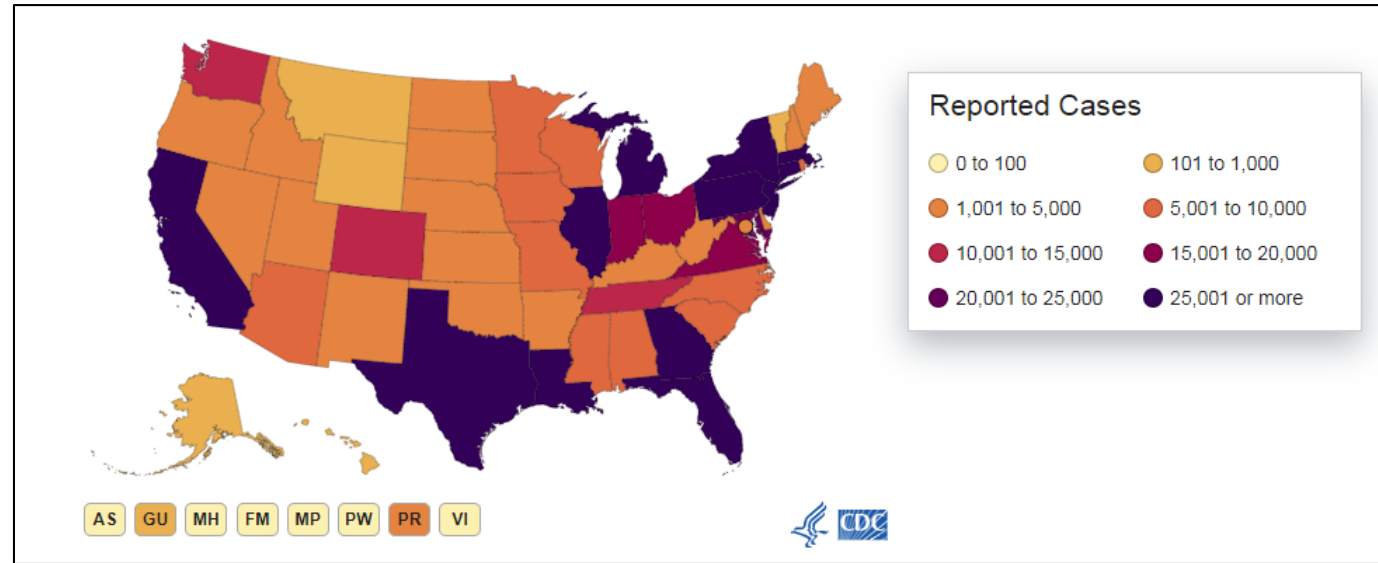 Reported Cases
0 to 100
101 to 1,000
1,001 to 5,000
5,001 to 10,000
10,001 to 15,000
15,001 to 20,000
20,001 to 25,000
25,001 or more
AS GU MH FM MP PW PR VI
CDC